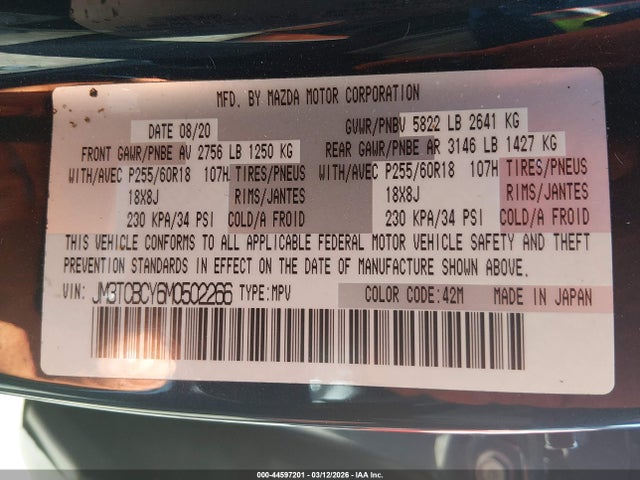 MFD. BY MAZDA MOTOR CORPORATION
DATE 08/20 GVWR/PNBV 5822 LB 2641 KG
FRONT GAWR/PNBE AV 2756 LB 1250 KG REAR GAWR/PNBE AR 3146 LB 1427 KG
WITH/AVEC P255/60R18 107H TIRES/PNEUS WITH/AVEC P255/60R18 107H TIRES/PNEUS
18X8J RIMS/JANTES 18X8J RIMS/JANTES
230 KPA/34 PSI COLD/A FROID 230 KPA/34 PSI COLD/A FROID
THIS VEHICLE CONFORMS TO ALL APPLICABLE FEDERAL MOTOR VEHICLE SAFETY AND THEFT
PREVENTION STANDARDS IN EFFECT ON THE DATE OF MANUFACTURE SHOWN ABOVE.
VIN: JM3TCBCY6M0502266 TYPE:MPV COLOR CODE:42M MADE IN JAPAN
000-44597201 - 03/12/2026 - IAA Inc.